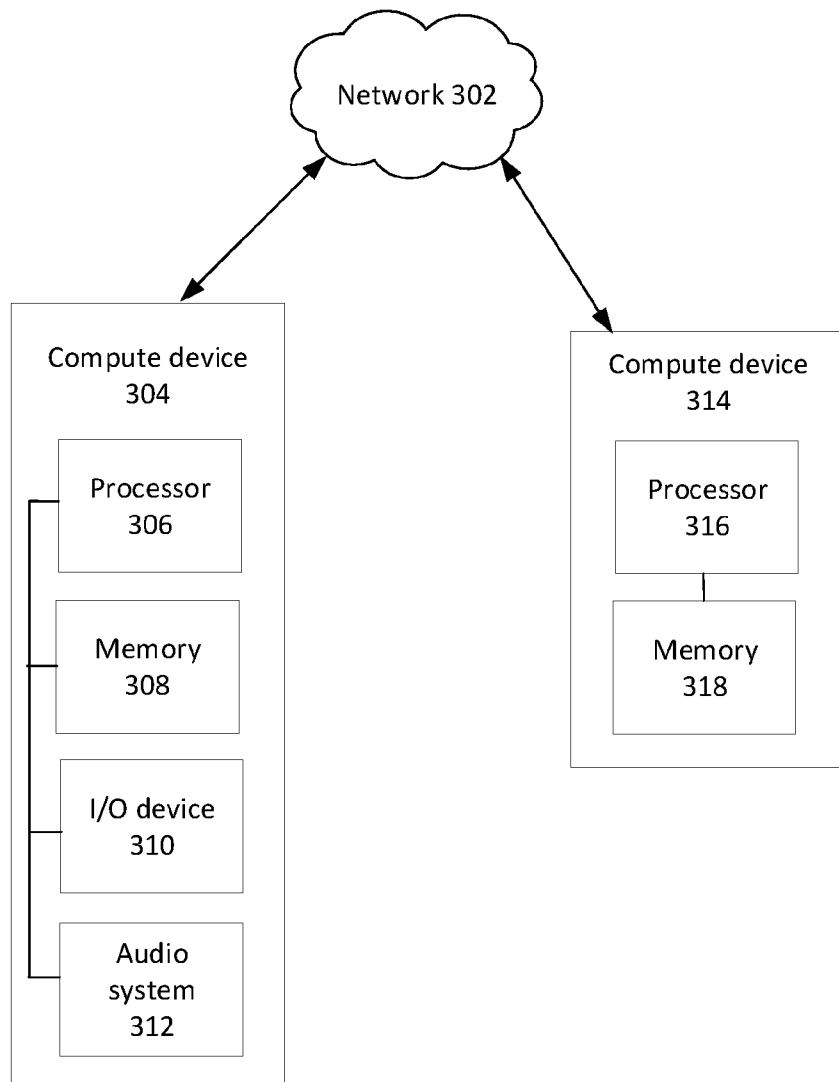 Network 302
Compute device
304
Processor
306
Memory
308
I/O device
310
Audio
system
312
Compute device
314
Processor
316
Memory
318